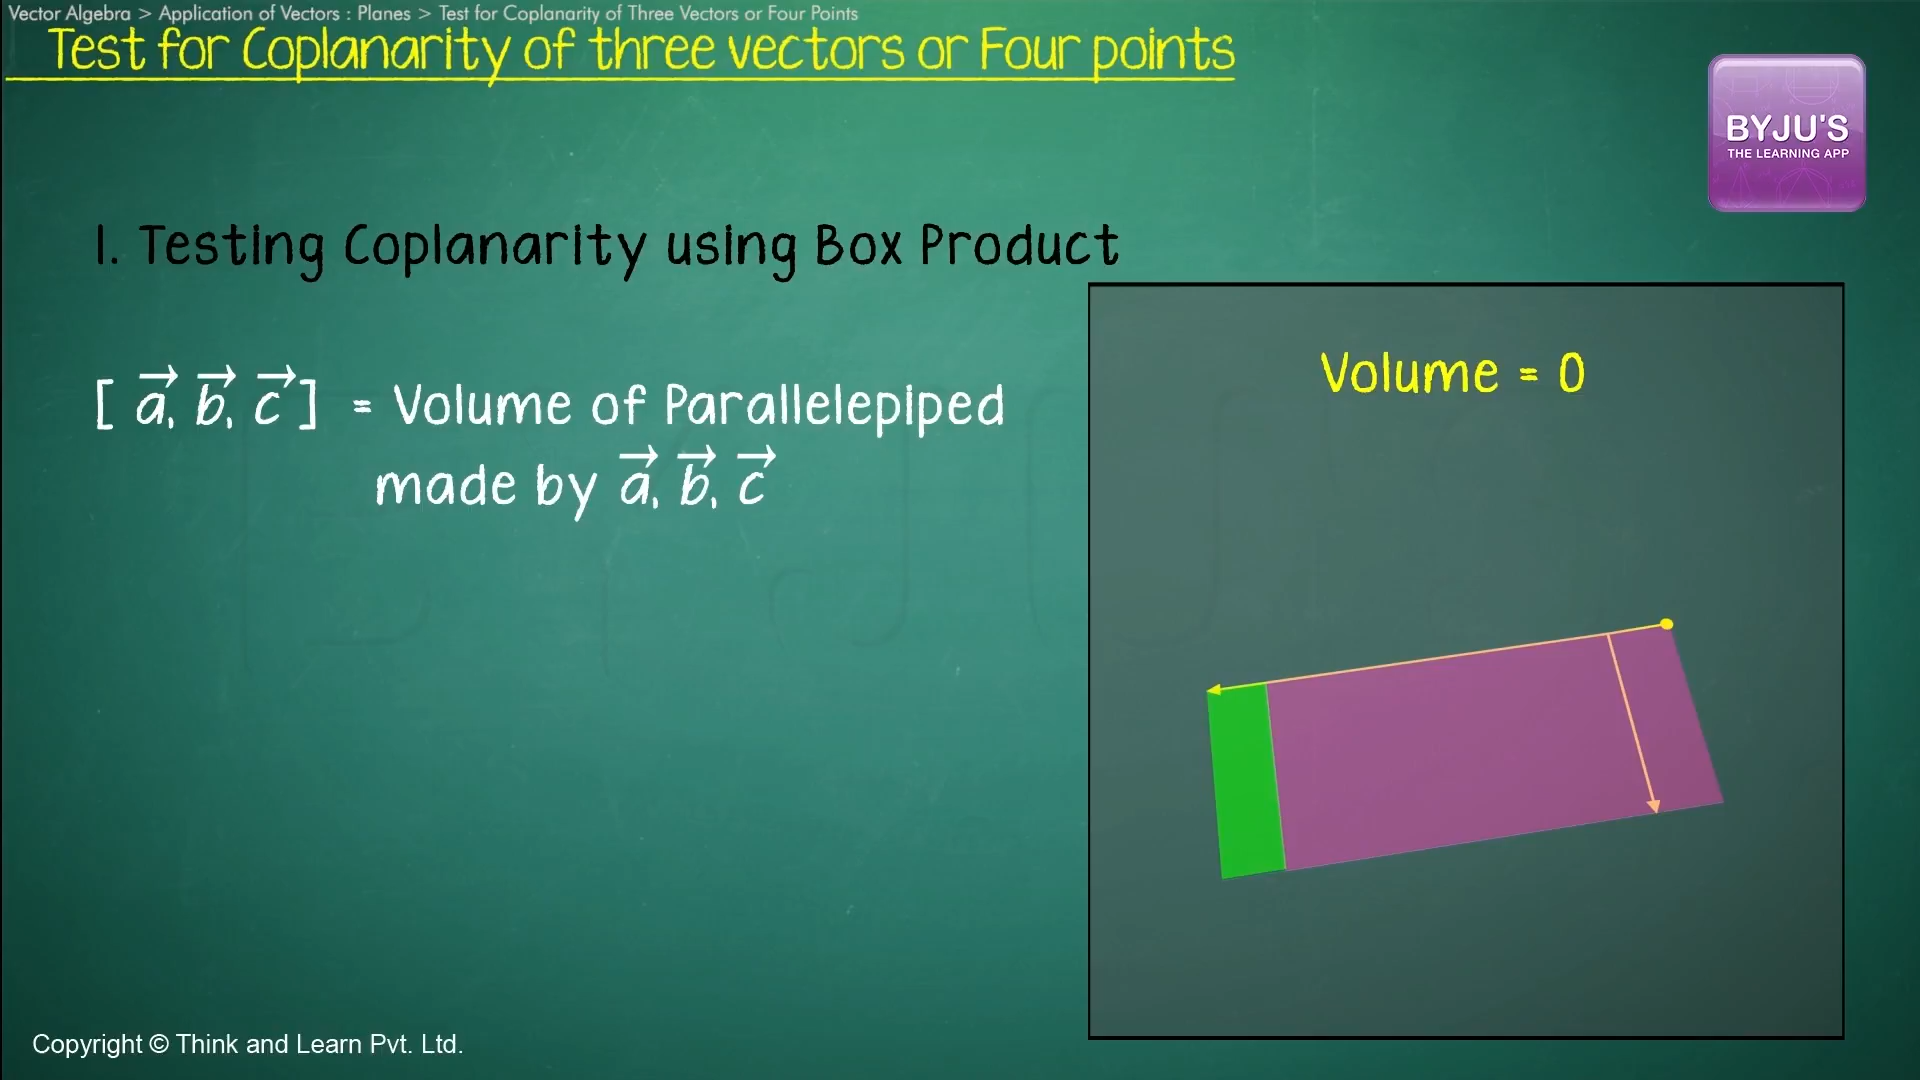 Vector Algebra > Application of Vectors : Planes > Test for Coplanarity of Three Vectors or Four Points
Test for Coplanarity of three vectors or Four points
BYJU'S
THE LEARNING APP
1. Testing Coplanarity using Box Product
Volume = 0
[ a⃗, b⃗, c⃗ ] = Volume of Parallelepiped
made by a⃗, b⃗, c⃗
Copyright © Think and Learn Pvt. Ltd.